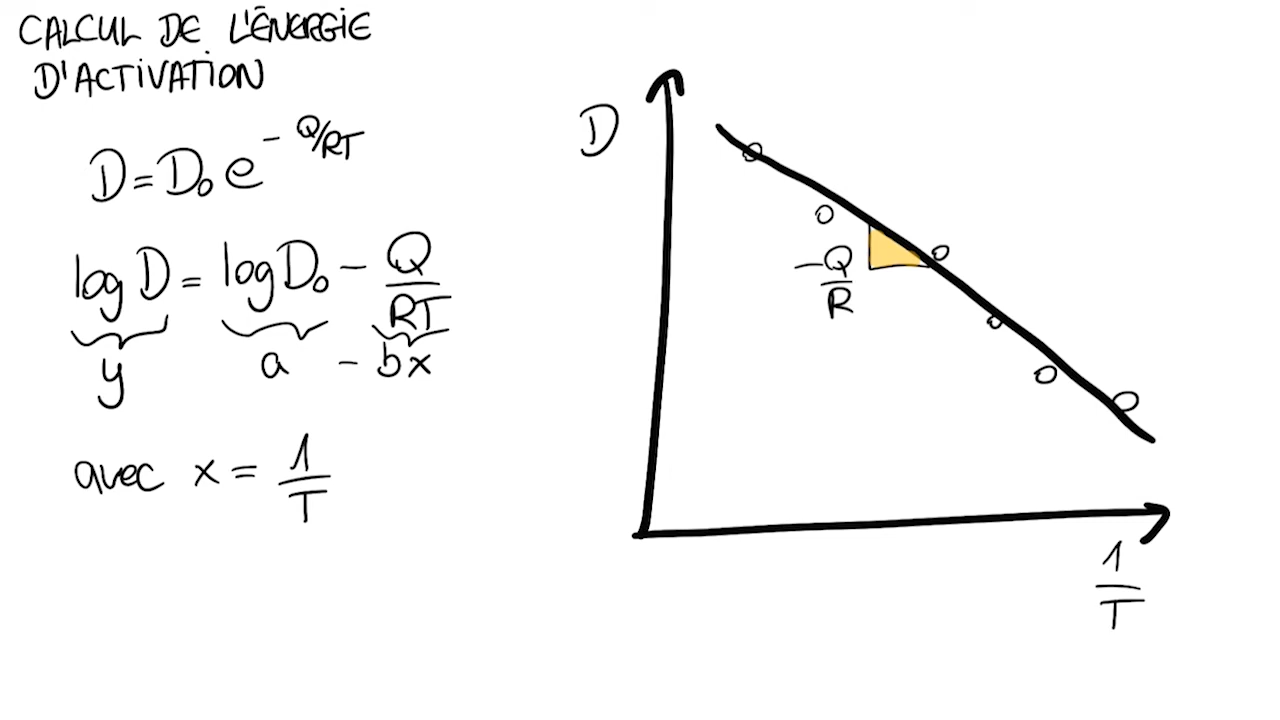 CALCUL DE L'ÉNERGIE
D'ACTIVATION
D = D₀ e^(- Q/RT)
log D = log D₀ - Q/RT
y a - bx
avec x = 1/T
D
-Q/R
1/T